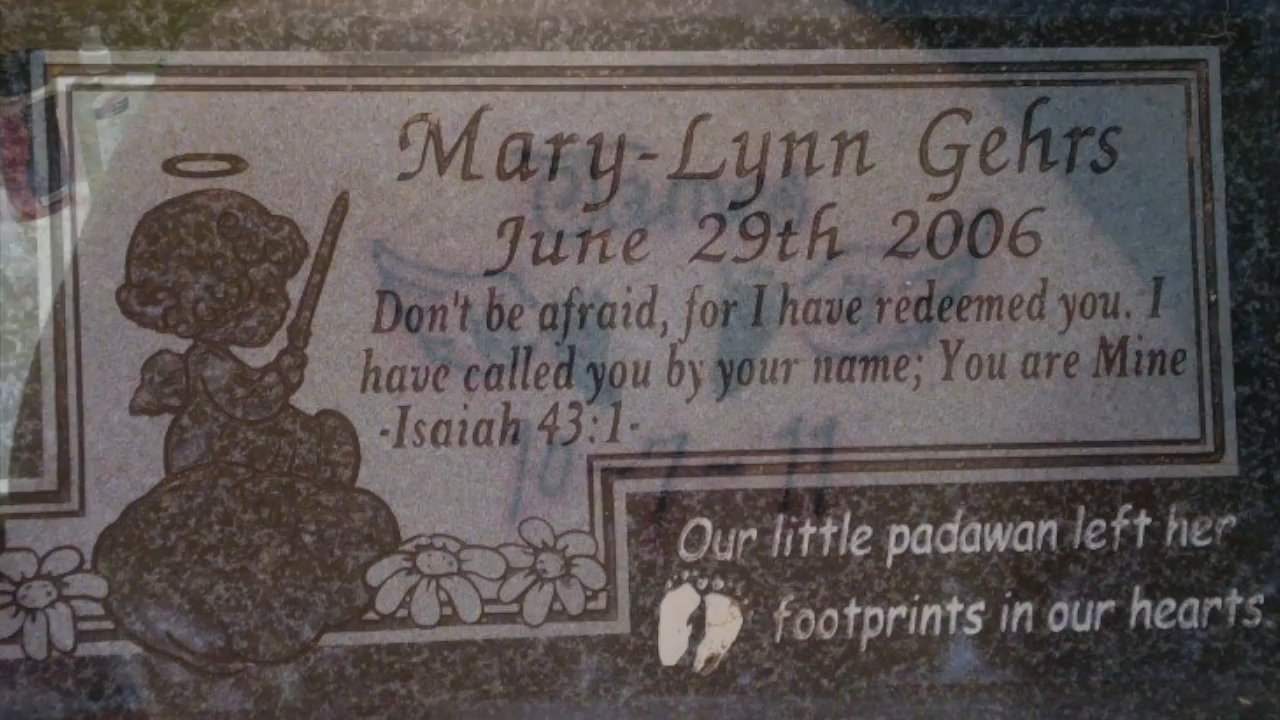 Mary-Lynn Gehrs
June 29th 2006
Don't be afraid, for I have redeemed you. I
have called you by your name; You are Mine
-Isaiah 43:1-
Our little padawan left her
footprints in our hearts.